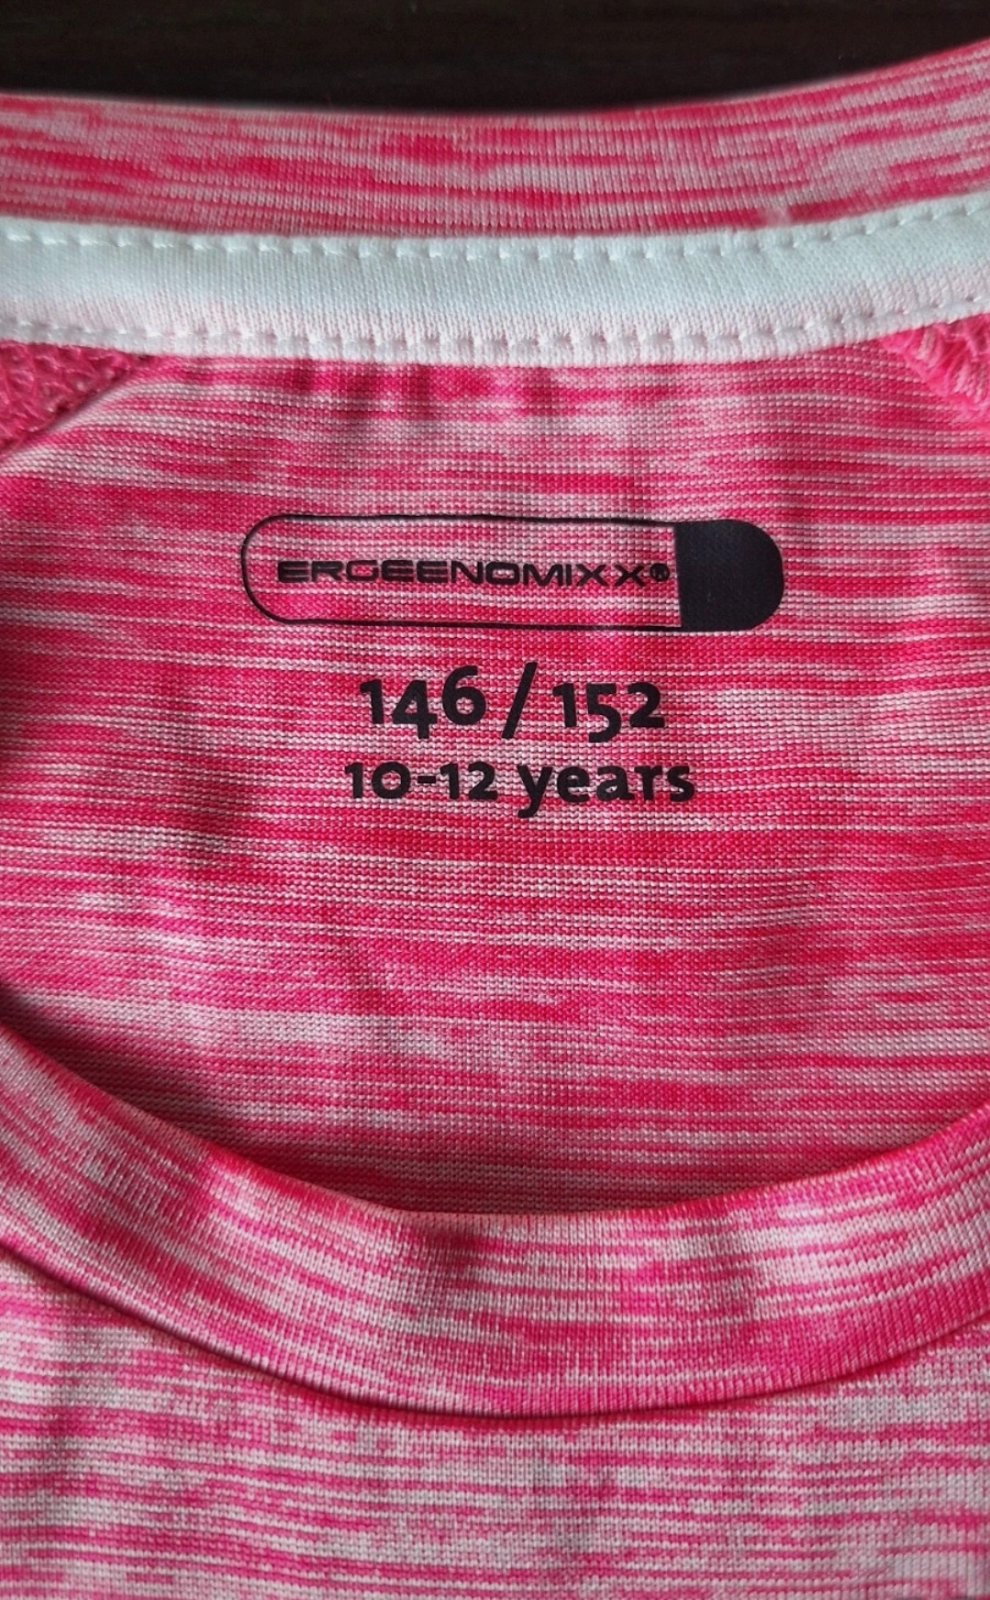 ERGEENOMIXX®
146/152
10-12 years